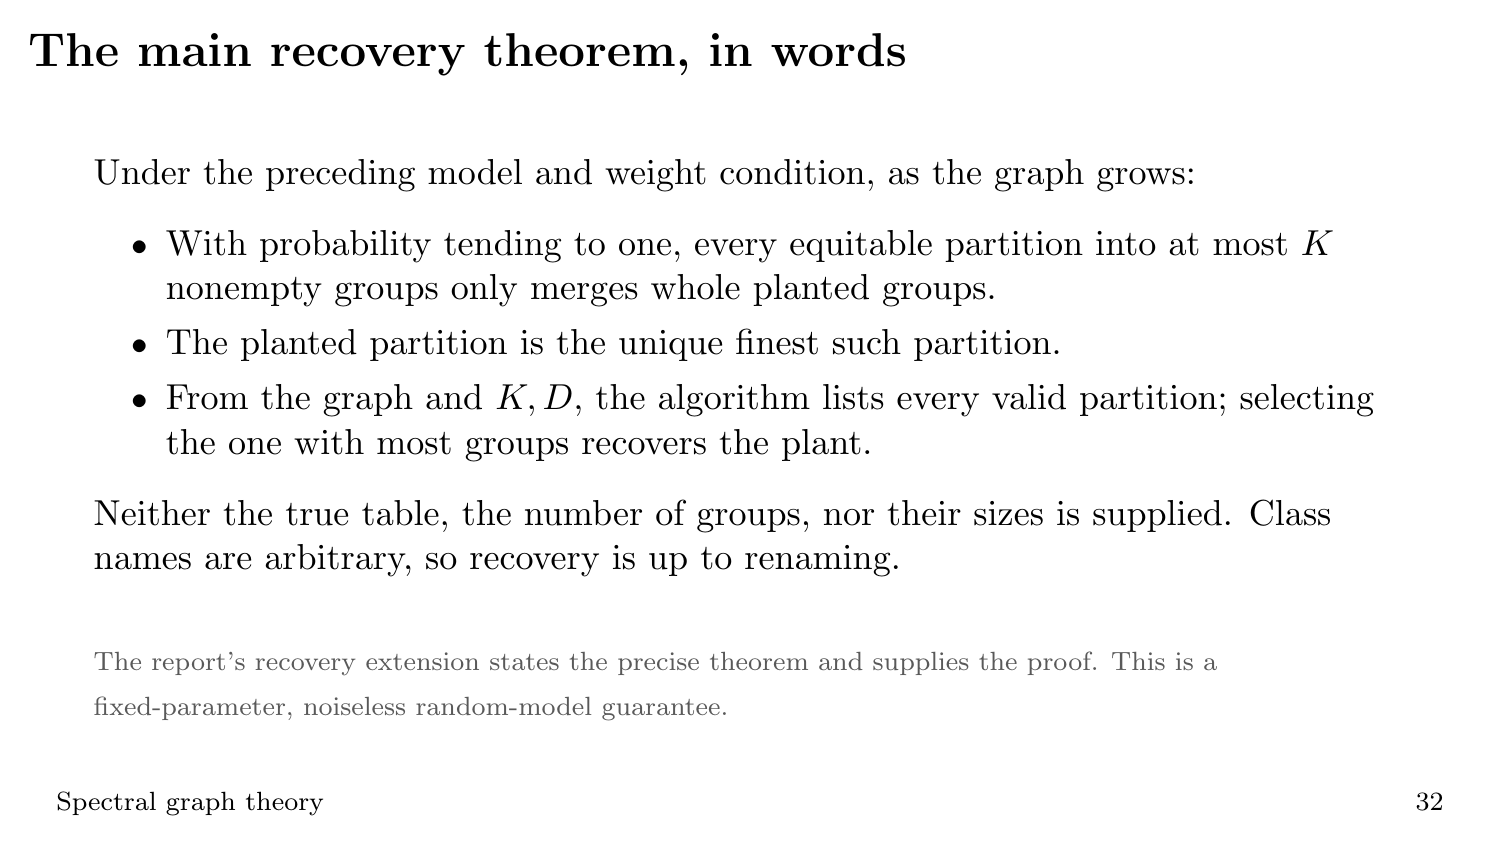 The main recovery theorem, in words
Under the preceding model and weight condition, as the graph grows:
• With probability tending to one, every equitable partition into at most K
nonempty groups only merges whole planted groups.
• The planted partition is the unique finest such partition.
• From the graph and K, D, the algorithm lists every valid partition; selecting
the one with most groups recovers the plant.
Neither the true table, the number of groups, nor their sizes is supplied. Class
names are arbitrary, so recovery is up to renaming.
The report's recovery extension states the precise theorem and supplies the proof. This is a
fixed-parameter, noiseless random-model guarantee.
Spectral graph theory
32